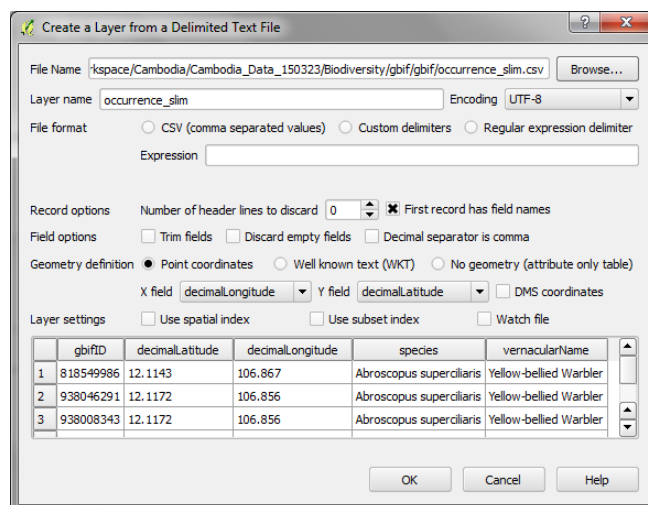 Create a Layer from a Delimited Text File
File Name rkspace/Cambodia/Cambodia_Data_150323/Biodiversity/gbif/gbif/occurrence_slim.csv Browse...
Layer name occurrence_slim Encoding UTF-8
File format CSV (comma separated values) Custom delimiters Regular expression delimiter
Expression
Record options Number of header lines to discard 0 First record has field names
Field options Trim fields Discard empty fields Decimal separator is comma
Geometry definition Point coordinates Well known text (WKT) No geometry (attribute only table)
X field decimalLongitude Y field decimalLatitude DMS coordinates
Layer settings Use spatial index Use subset index Watch file
gbifID decimalLatitude decimalLongitude species vernacularName
1 818549986 12.1143 106.867 Abroscopus superciliaris Yellow-bellied Warbler
2 938046291 12.1172 106.856 Abroscopus superciliaris Yellow-bellied Warbler
3 938008343 12.1172 106.856 Abroscopus superciliaris Yellow-bellied Warbler
OK Cancel Help